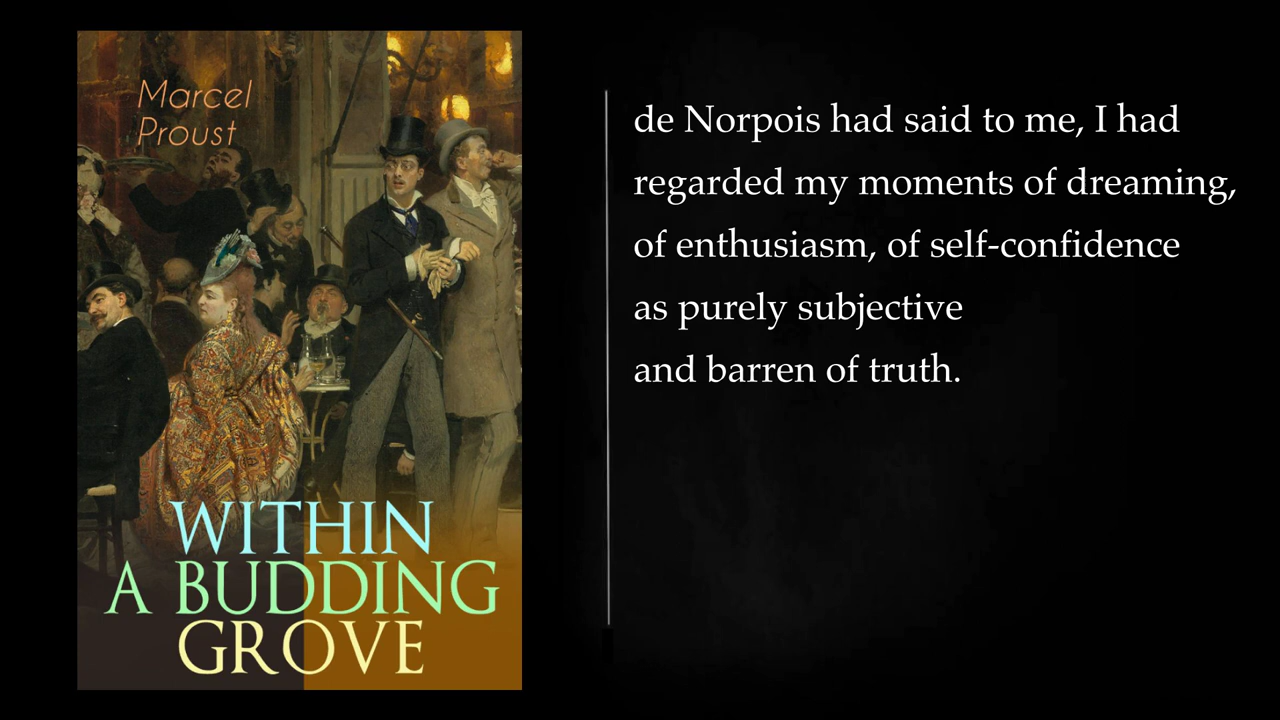 Marcel
Proust
WITHIN
A BUDDING
GROVE
de Norpois had said to me, I had
regarded my moments of dreaming,
of enthusiasm, of self-confidence
as purely subjective
and barren of truth.